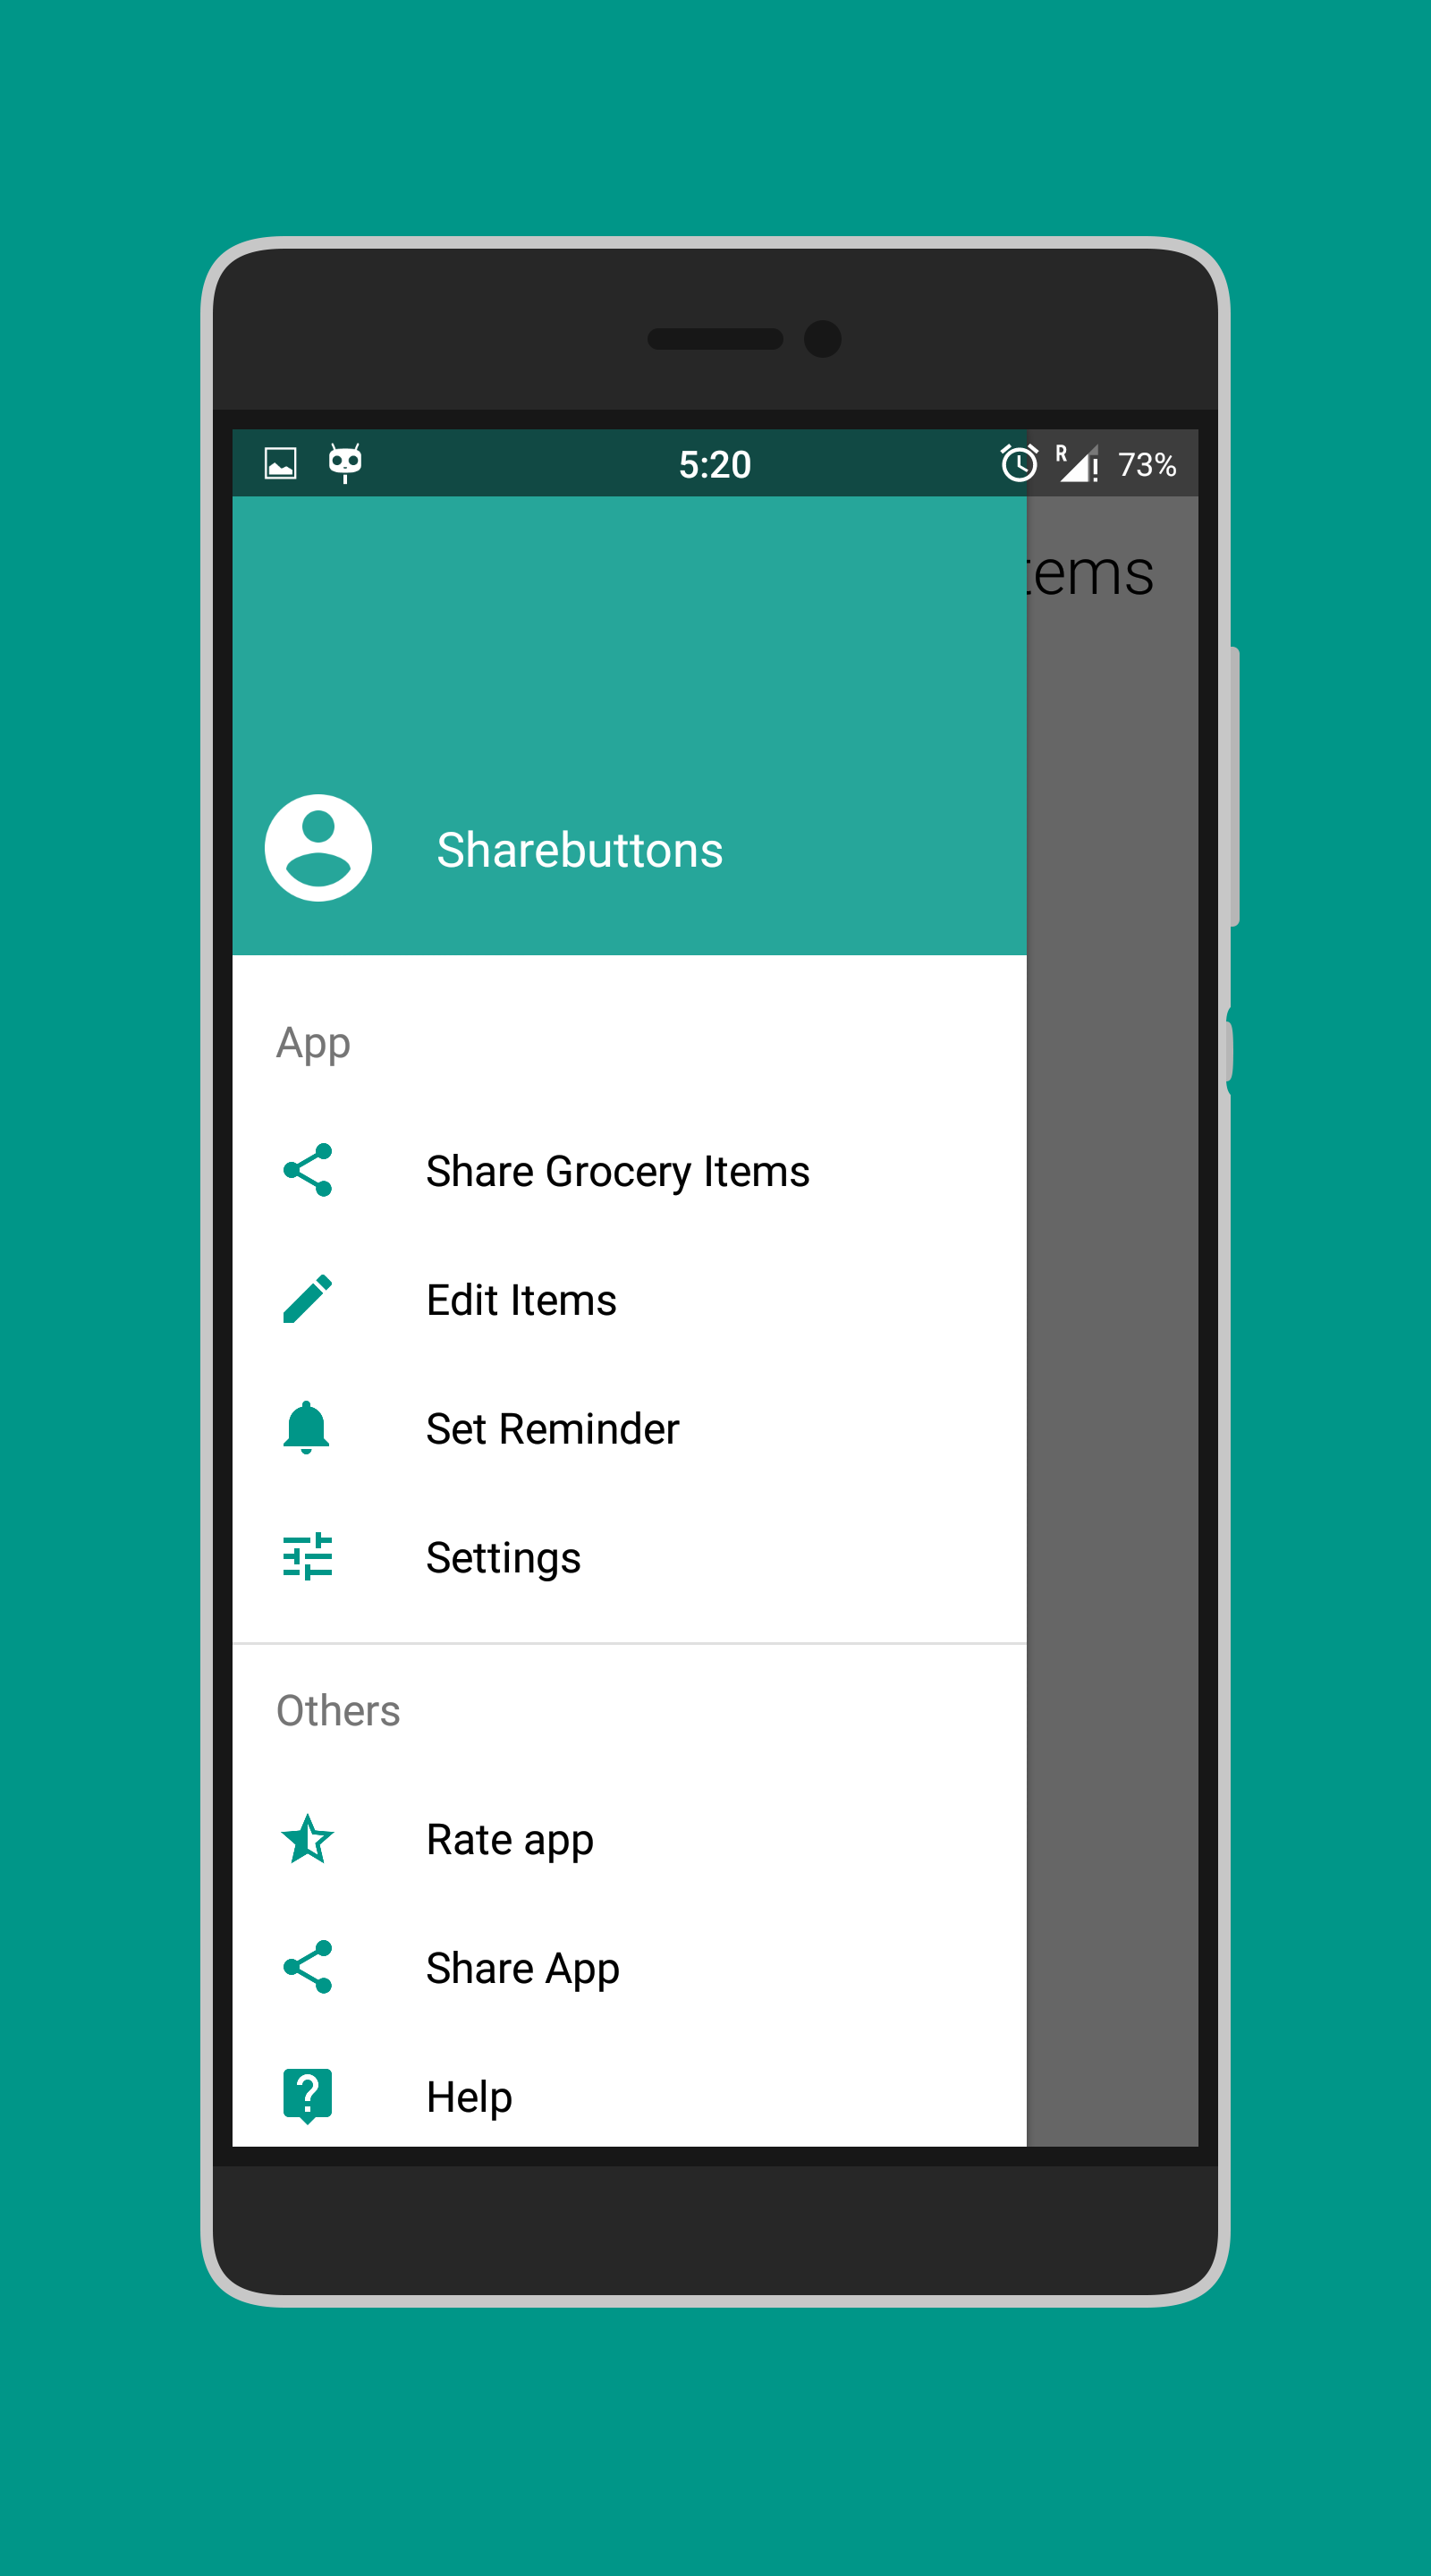 5:20
R
73%
tems
Sharebuttons
App
Share Grocery Items
Edit Items
Set Reminder
Settings
Others
Rate app
Share App
Help